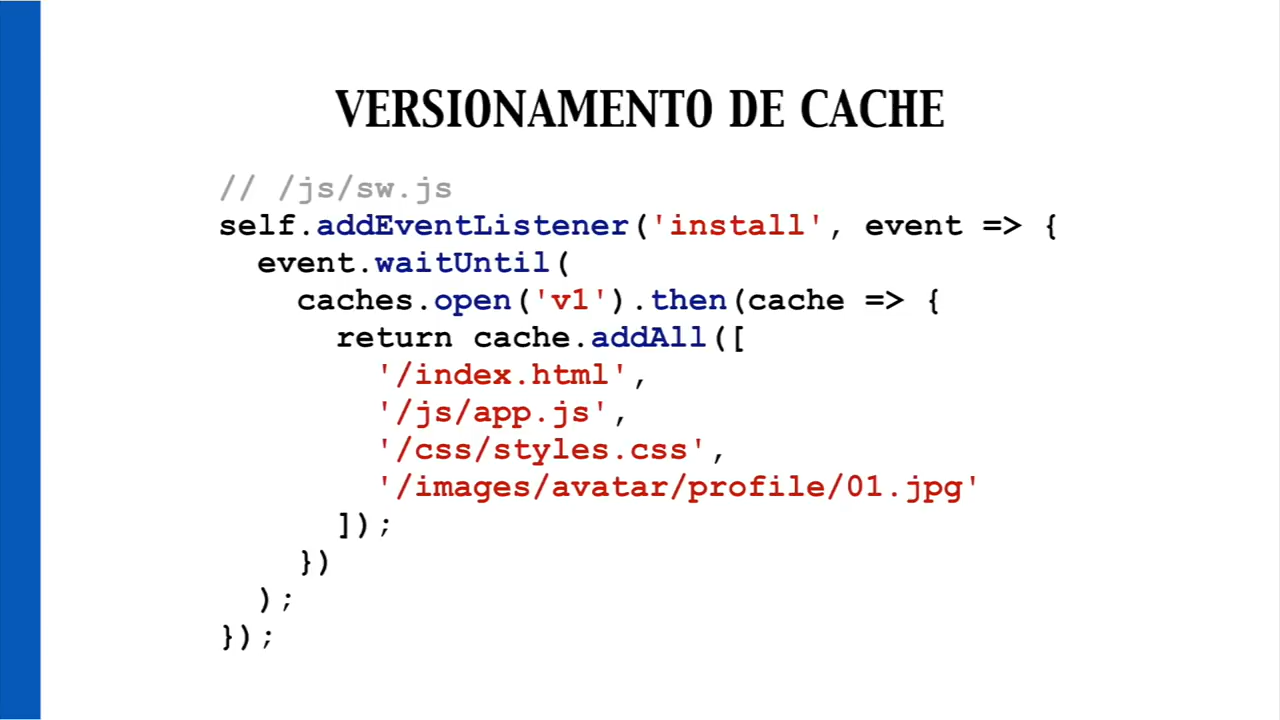 VERSIONAMENTO DE CACHE
// /js/sw.js
self.addEventListener('install', event => {
  event.waitUntil(
    caches.open('v1').then(cache => {
      return cache.addAll([
        '/index.html',
        '/js/app.js',
        '/css/styles.css',
        '/images/avatar/profile/01.jpg'
      ]);
    })
  );
});